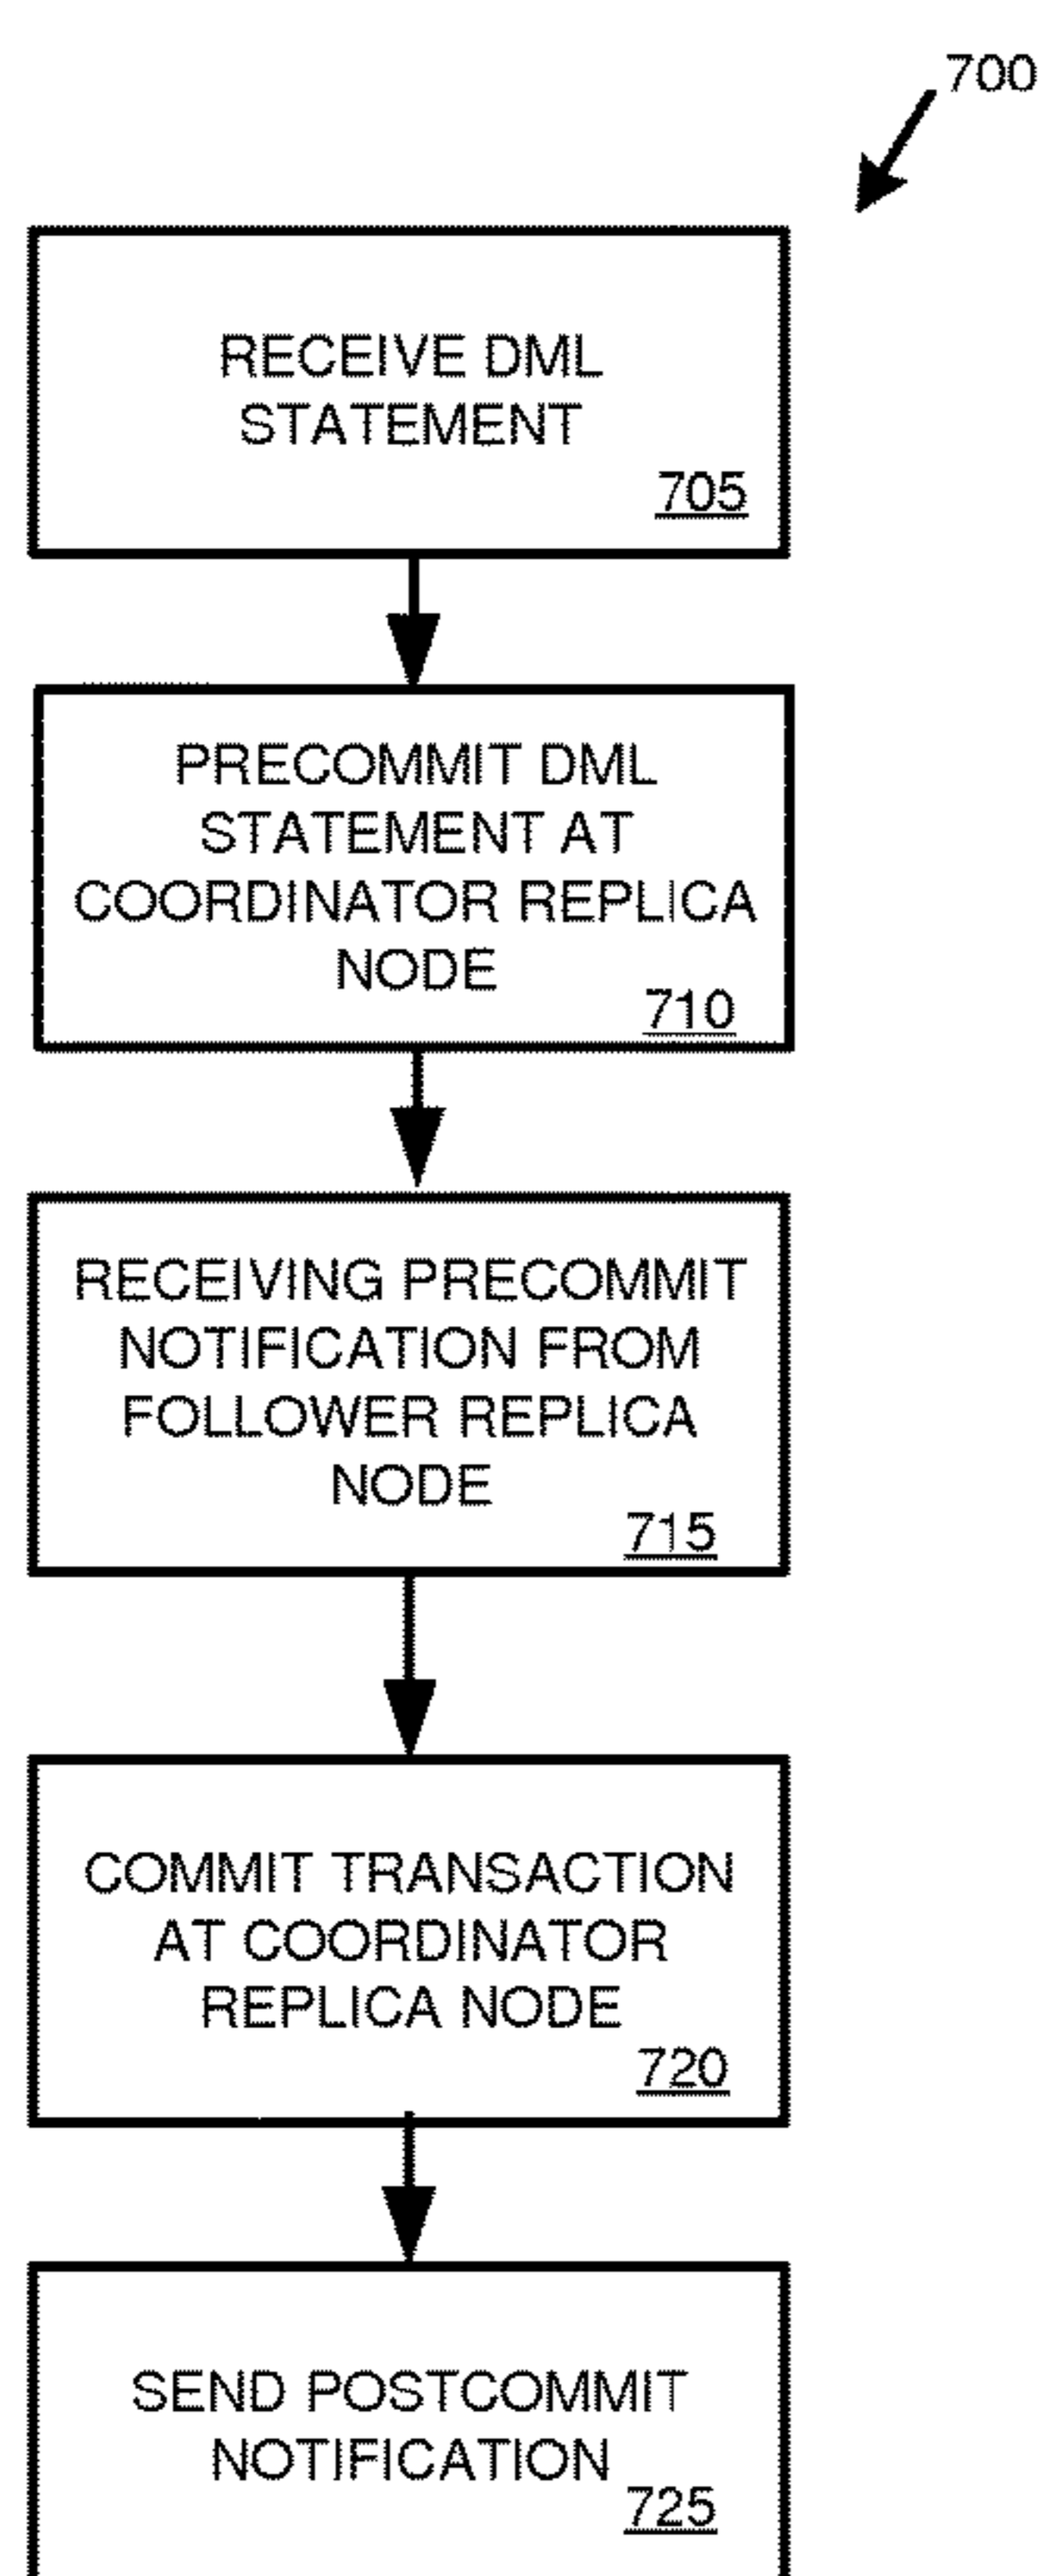 700
RECEIVE DML
STATEMENT
705
PRECOMMIT DML
STATEMENT AT
COORDINATOR REPLICA
NODE
710
RECEIVING PRECOMMIT
NOTIFICATION FROM
FOLLOWER REPLICA
NODE
715
COMMIT TRANSACTION
AT COORDINATOR
REPLICA NODE
720
SEND POSTCOMMIT
NOTIFICATION
725